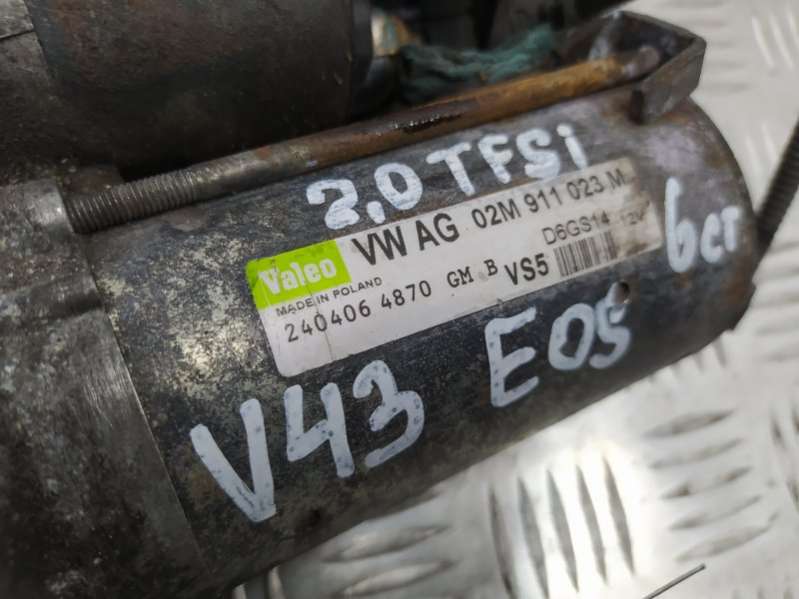 2,0 TFSi
Valeo VW AG 02M 911 023 M
MADE IN POLAND D6GS14 12V
240406 4870 GM B VS5
6ст
V43 EOS